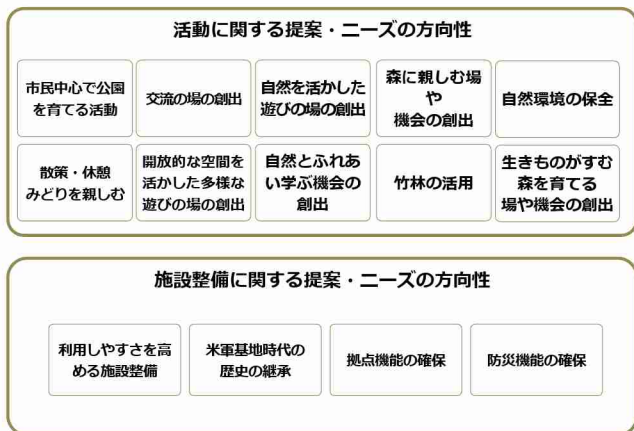 活動に関する提案・ニーズの方向性
市民中心で公園
を育てる活動
交流の場の創出
自然を活かした
遊びの場の創出
森に親しむ場
や
機会の創出
自然環境の保全
散策・休憩
みどりを親しむ
開放的な空間を
活かした多様な
遊びの場の創出
自然とふれあ
い学ぶ機会の
創出
竹林の活用
生きものがすむ
森を育てる
場や機会の創出
施設整備に関する提案・ニーズの方向性
利用しやすさを高
める施設整備
米軍基地時代の
歴史の継承
拠点機能の確保
防災機能の確保